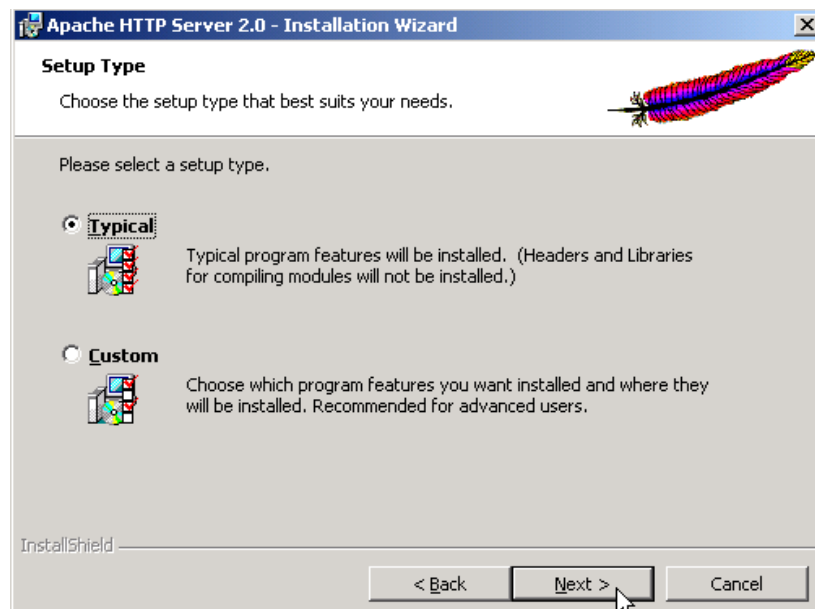 Apache HTTP Server 2.0 - Installation Wizard
Setup Type
Choose the setup type that best suits your needs.
Please select a setup type.
Typical
Typical program features will be installed. (Headers and Libraries
for compiling modules will not be installed.)
Custom
Choose which program features you want installed and where they
will be installed. Recommended for advanced users.
InstallShield
< Back
Next >
Cancel